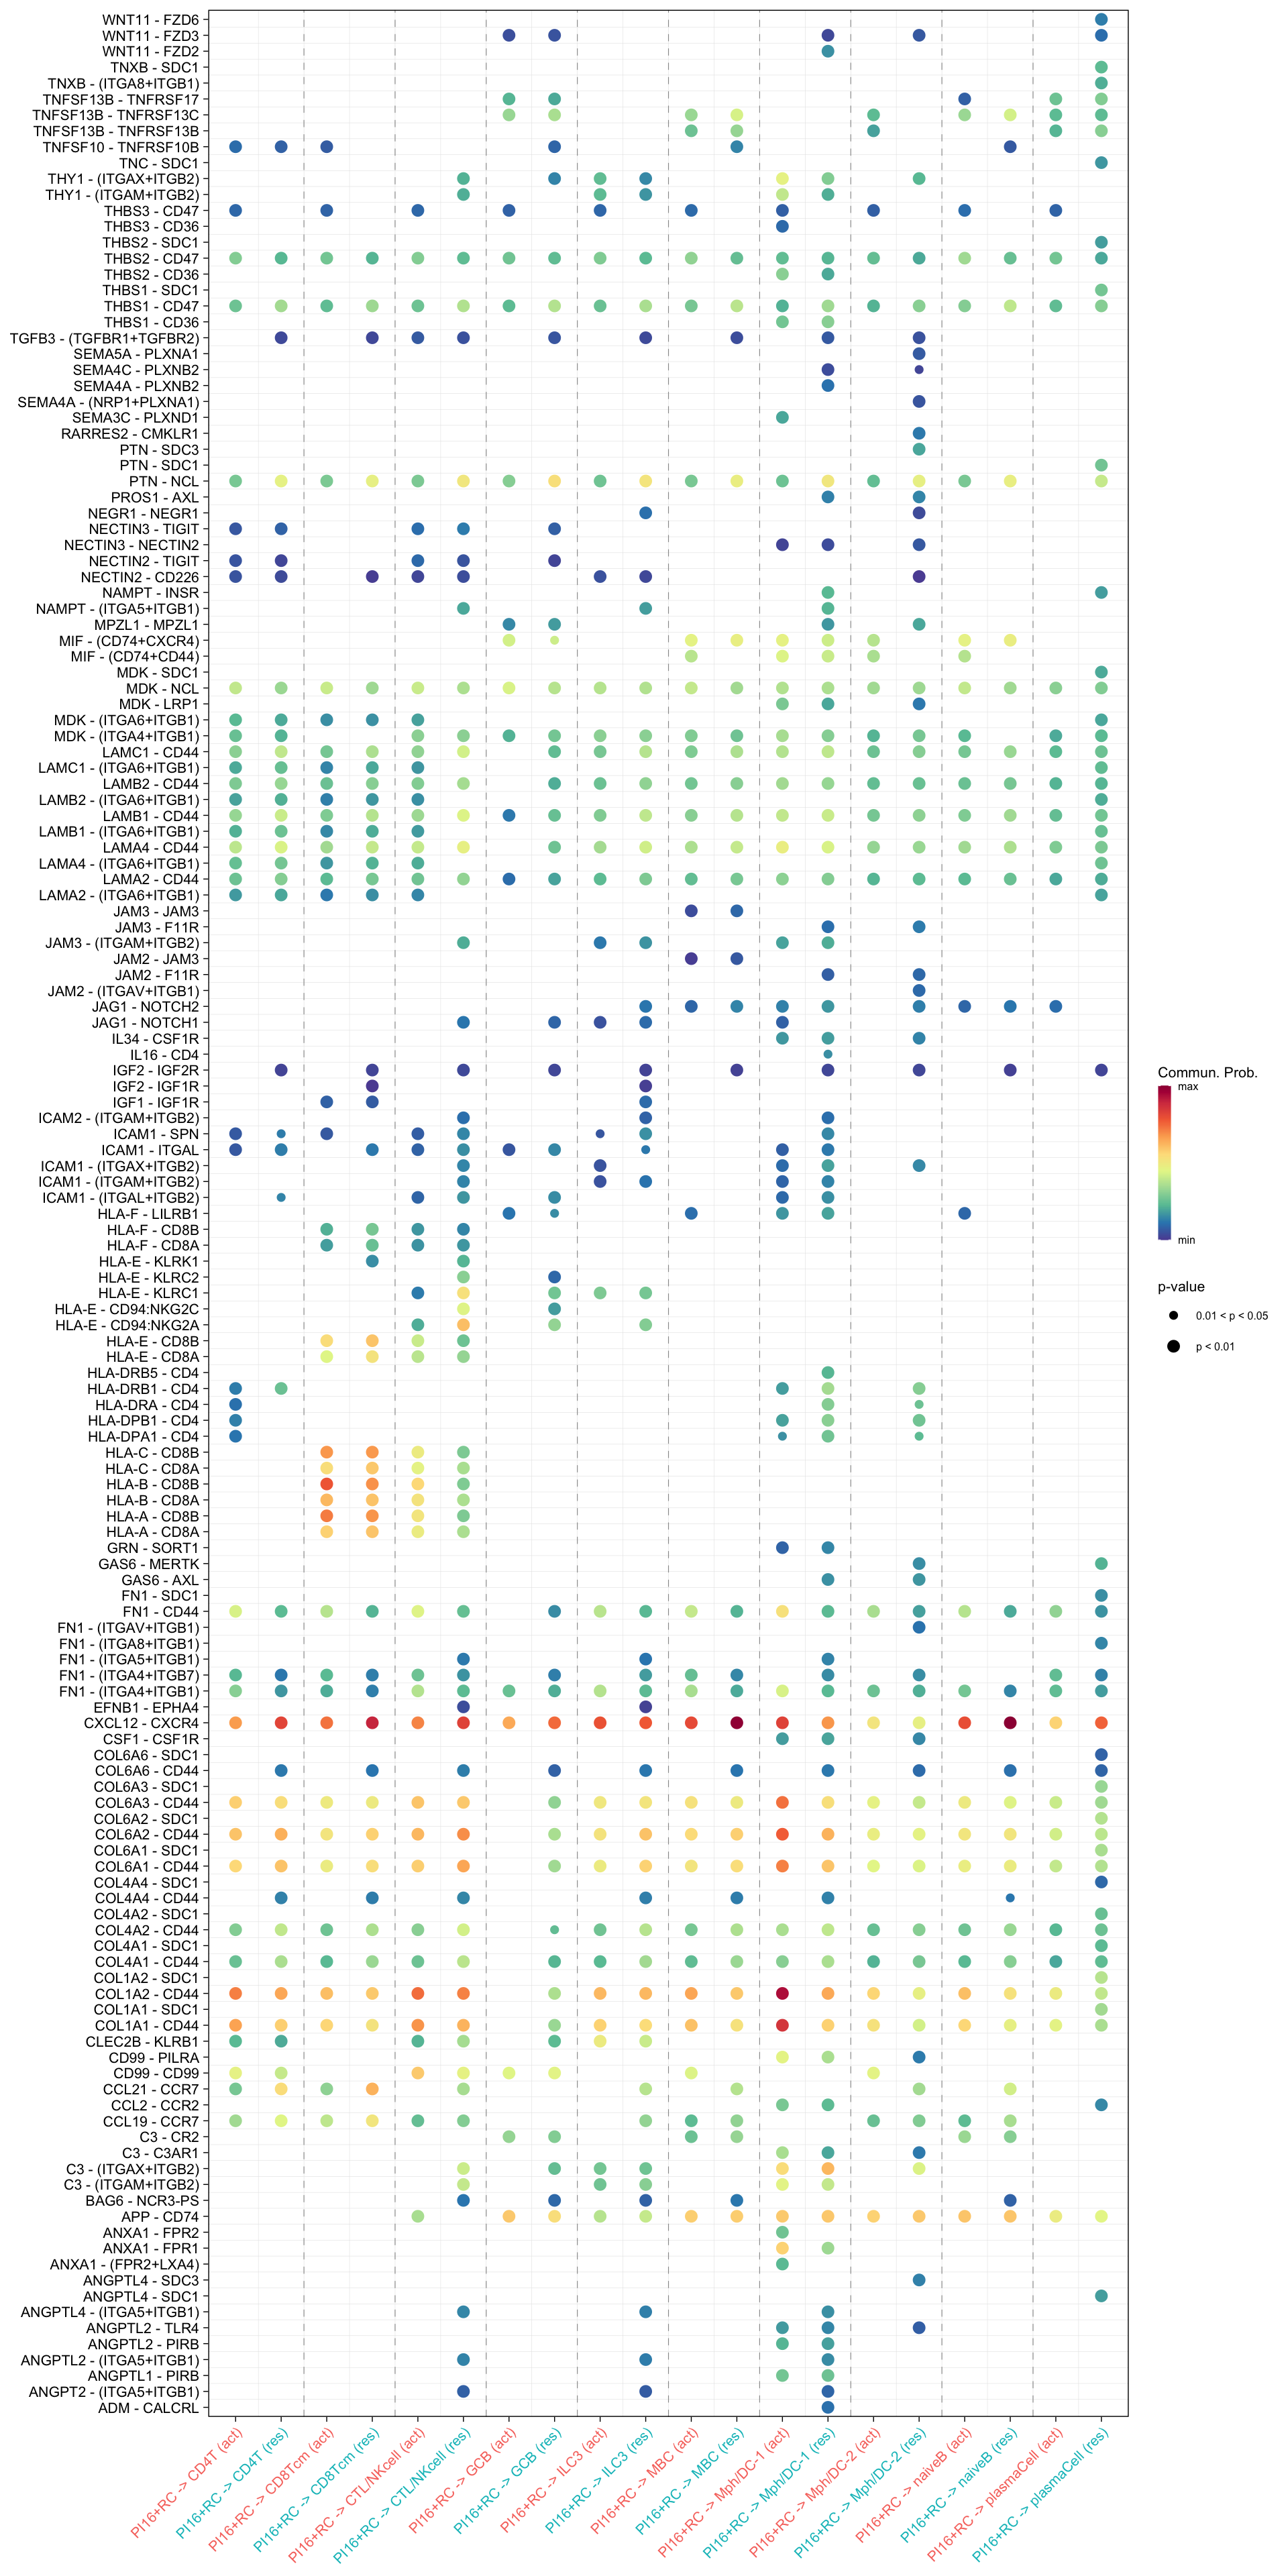 WNT11 - FZD6
WNT11 - FZD3
WNT11 - FZD2
TNXB - SDC1
TNXB - (ITGA8+ITGB1)
TNFSF13B - TNFRSF17
TNFSF13B - TNFRSF13C
TNFSF13B - TNFRSF13B
TNFSF10 - TNFRSF10B
TNC - SDC1
THY1 - (ITGAX+ITGB2)
THY1 - (ITGAM+ITGB2)
THBS3 - CD47
THBS3 - CD36
THBS2 - SDC1
THBS2 - CD47
THBS2 - CD36
THBS1 - SDC1
THBS1 - CD47
THBS1 - CD36
TGFB3 - (TGFBR1+TGFBR2)
SEMA5A - PLXNA1
SEMA4C - PLXNB2
SEMA4A - PLXNB2
SEMA4A - (NRP1+PLXNA1)
SEMA3C - PLXND1
RARRES2 - CMKLR1
PTN - SDC3
PTN - SDC1
PTN - NCL
PROS1 - AXL
NEGR1 - NEGR1
NECTIN3 - TIGIT
NECTIN3 - NECTIN2
NECTIN2 - TIGIT
NECTIN2 - CD226
NAMPT - INSR
NAMPT - (ITGA5+ITGB1)
MPZL1 - MPZL1
MIF - (CD74+CXCR4)
MIF - (CD74+CD44)
MDK - SDC1
MDK - NCL
MDK - LRP1
MDK - (ITGA6+ITGB1)
MDK - (ITGA4+ITGB1)
LAMC1 - CD44
LAMC1 - (ITGA6+ITGB1)
LAMB2 - CD44
LAMB2 - (ITGA6+ITGB1)
LAMB1 - CD44
LAMB1 - (ITGA6+ITGB1)
LAMA4 - CD44
LAMA4 - (ITGA6+ITGB1)
LAMA2 - CD44
LAMA2 - (ITGA6+ITGB1)
JAM3 - JAM3
JAM3 - F11R
JAM3 - (ITGAM+ITGB2)
JAM2 - JAM3
JAM2 - F11R
JAM2 - (ITGAV+ITGB1)
JAG1 - NOTCH2
JAG1 - NOTCH1
IL34 - CSF1R
IL16 - CD4
IGF2 - IGF2R
IGF2 - IGF1R
IGF1 - IGF1R
ICAM2 - (ITGAM+ITGB2)
ICAM1 - SPN
ICAM1 - ITGAL
ICAM1 - (ITGAX+ITGB2)
ICAM1 - (ITGAM+ITGB2)
ICAM1 - (ITGAL+ITGB2)
HLA-F - LILRB1
HLA-F - CD8B
HLA-F - CD8A
HLA-E - KLRK1
HLA-E - KLRC2
HLA-E - KLRC1
HLA-E - CD94:NKG2C
HLA-E - CD94:NKG2A
HLA-E - CD8B
HLA-E - CD8A
HLA-DRB5 - CD4
HLA-DRB1 - CD4
HLA-DRA - CD4
HLA-DPB1 - CD4
HLA-DPA1 - CD4
HLA-C - CD8B
HLA-C - CD8A
HLA-B - CD8B
HLA-B - CD8A
HLA-A - CD8B
HLA-A - CD8A
GRN - SORT1
GAS6 - MERTK
GAS6 - AXL
FN1 - SDC1
FN1 - CD44
FN1 - (ITGAV+ITGB1)
FN1 - (ITGA8+ITGB1)
FN1 - (ITGA5+ITGB1)
FN1 - (ITGA4+ITGB7)
FN1 - (ITGA4+ITGB1)
EFNB1 - EPHA4
CXCL12 - CXCR4
CSF1 - CSF1R
COL6A6 - SDC1
COL6A6 - CD44
COL6A3 - SDC1
COL6A3 - CD44
COL6A2 - SDC1
COL6A2 - CD44
COL6A1 - SDC1
COL6A1 - CD44
COL4A4 - SDC1
COL4A4 - CD44
COL4A2 - SDC1
COL4A2 - CD44
COL4A1 - SDC1
COL4A1 - CD44
COL1A2 - SDC1
COL1A2 - CD44
COL1A1 - SDC1
COL1A1 - CD44
CLEC2B - KLRB1
CD99 - PILRA
CD99 - CD99
CCL21 - CCR7
CCL2 - CCR2
CCL19 - CCR7
C3 - CR2
C3 - C3AR1
C3 - (ITGAX+ITGB2)
C3 - (ITGAM+ITGB2)
BAG6 - NCR3-PS
APP - CD74
ANXA1 - FPR2
ANXA1 - FPR1
ANXA1 - (FPR2+LXA4)
ANGPTL4 - SDC3
ANGPTL4 - SDC1
ANGPTL4 - (ITGA5+ITGB1)
ANGPTL2 - TLR4
ANGPTL2 - PIRB
ANGPTL2 - (ITGA5+ITGB1)
ANGPTL1 - PIRB
ANGPT2 - (ITGA5+ITGB1)
ADM - CALCRL
PI16+RC -> CD4T (act)
PI16+RC -> CD4T (res)
PI16+RC -> CD8Tcm (act)
PI16+RC -> CD8Tcm (res)
PI16+RC -> CTL/NKcell (act)
PI16+RC -> CTL/NKcell (res)
PI16+RC -> GCB (act)
PI16+RC -> GCB (res)
PI16+RC -> ILC3 (act)
PI16+RC -> ILC3 (res)
PI16+RC -> MBC (act)
PI16+RC -> MBC (res)
PI16+RC -> Mph/DC-1 (act)
PI16+RC -> Mph/DC-1 (res)
PI16+RC -> Mph/DC-2 (act)
PI16+RC -> Mph/DC-2 (res)
PI16+RC -> naiveB (act)
PI16+RC -> naiveB (res)
PI16+RC -> plasmaCell (act)
PI16+RC -> plasmaCell (res)
Commun. Prob.
max
min
p-value
0.01 < p < 0.05
p < 0.01